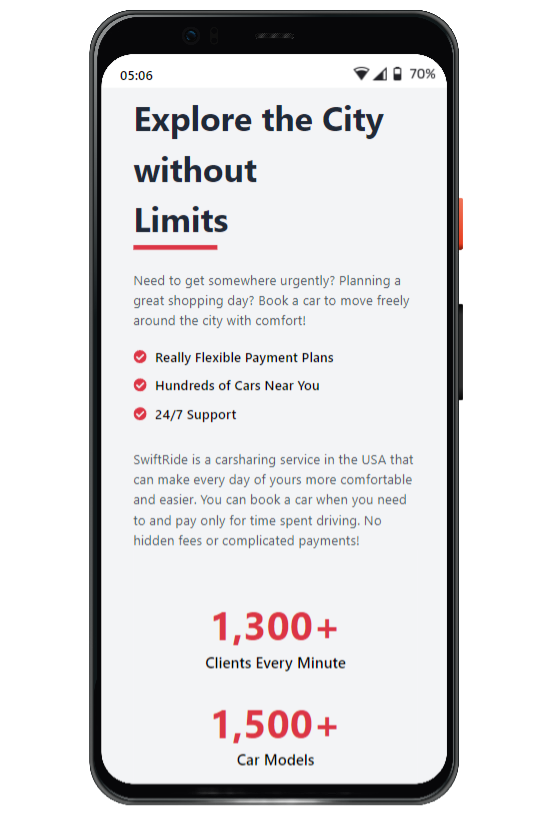 05:06
70%
Explore the City
without
Limits
Need to get somewhere urgently? Planning a
great shopping day? Book a car to move freely
around the city with comfort!
Really Flexible Payment Plans
Hundreds of Cars Near You
24/7 Support
SwiftRide is a carsharing service in the USA that
can make every day of yours more comfortable
and easier. You can book a car when you need
to and pay only for time spent driving. No
hidden fees or complicated payments!
1,300+
Clients Every Minute
1,500+
Car Models